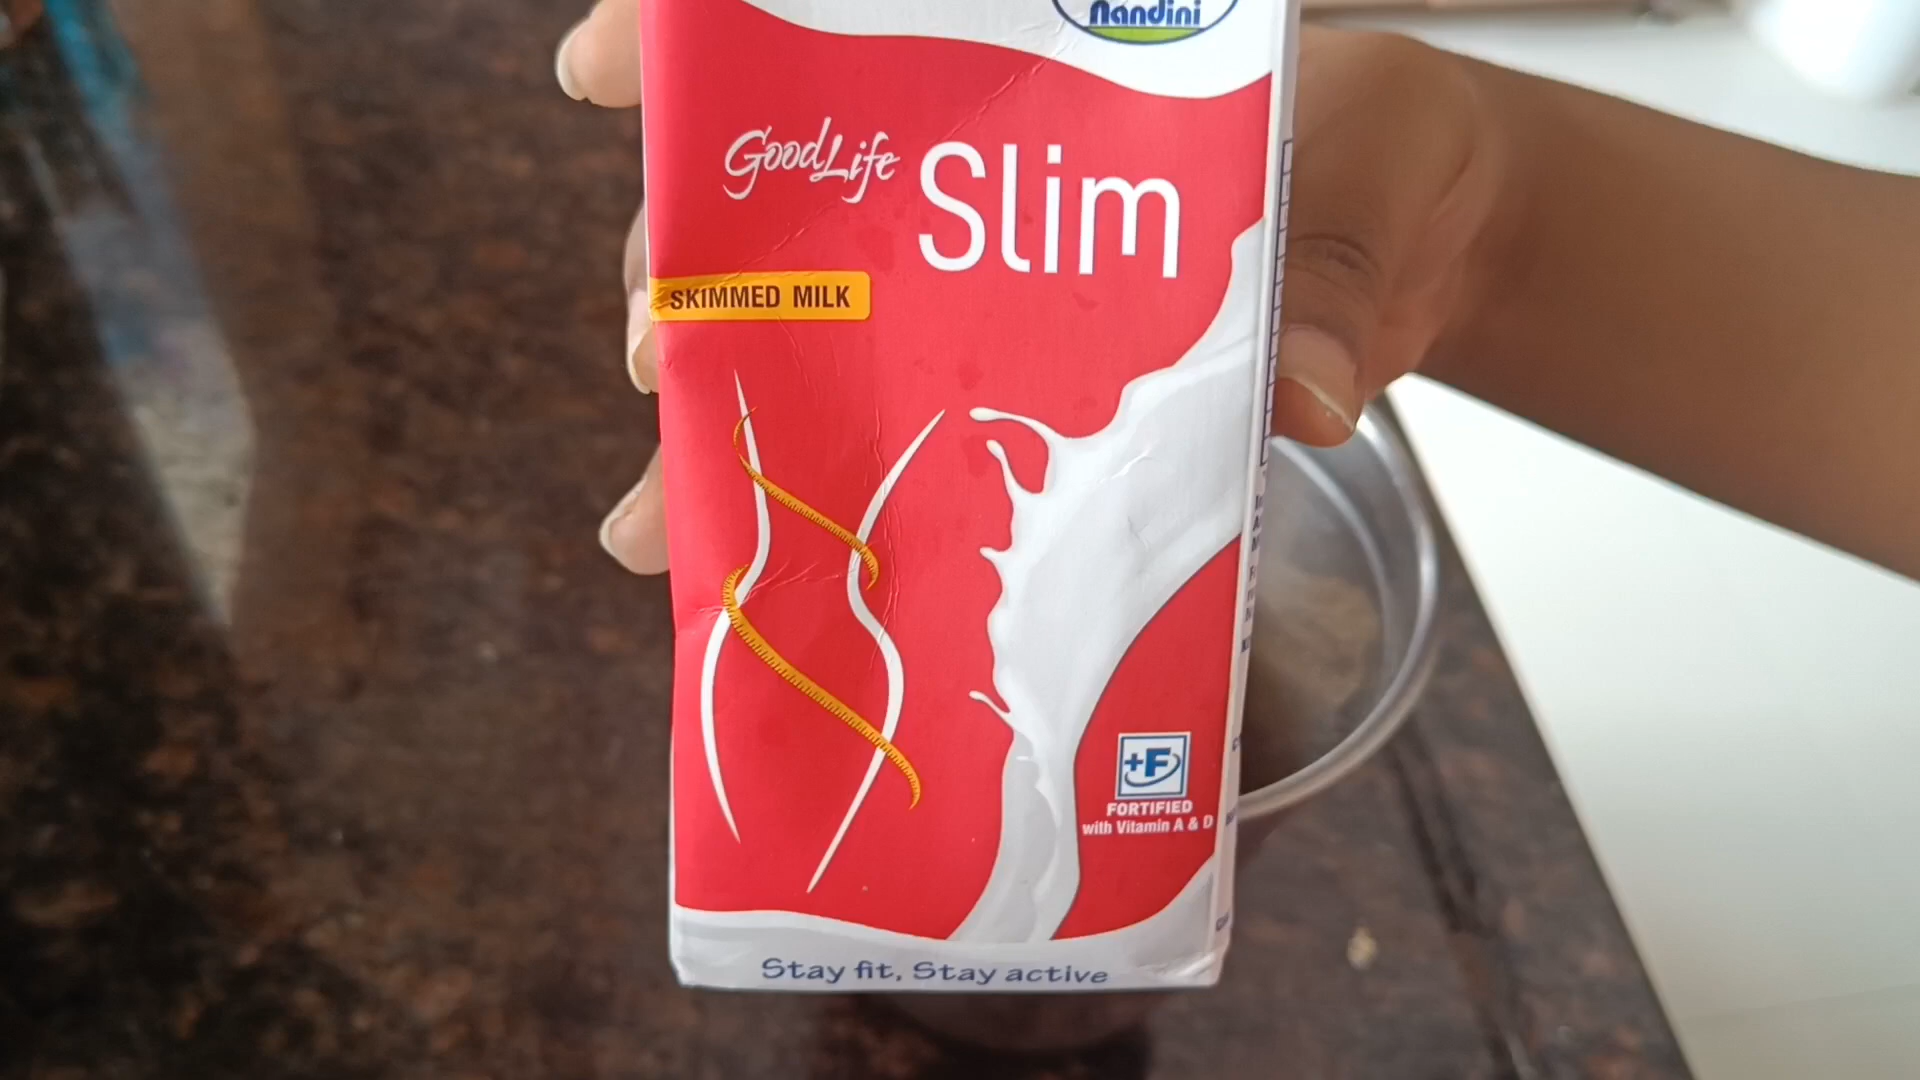 Nandini
GoodLife Slim
SKIMMED MILK
+F
FORTIFIED
with Vitamin A & D
Stay fit, Stay active